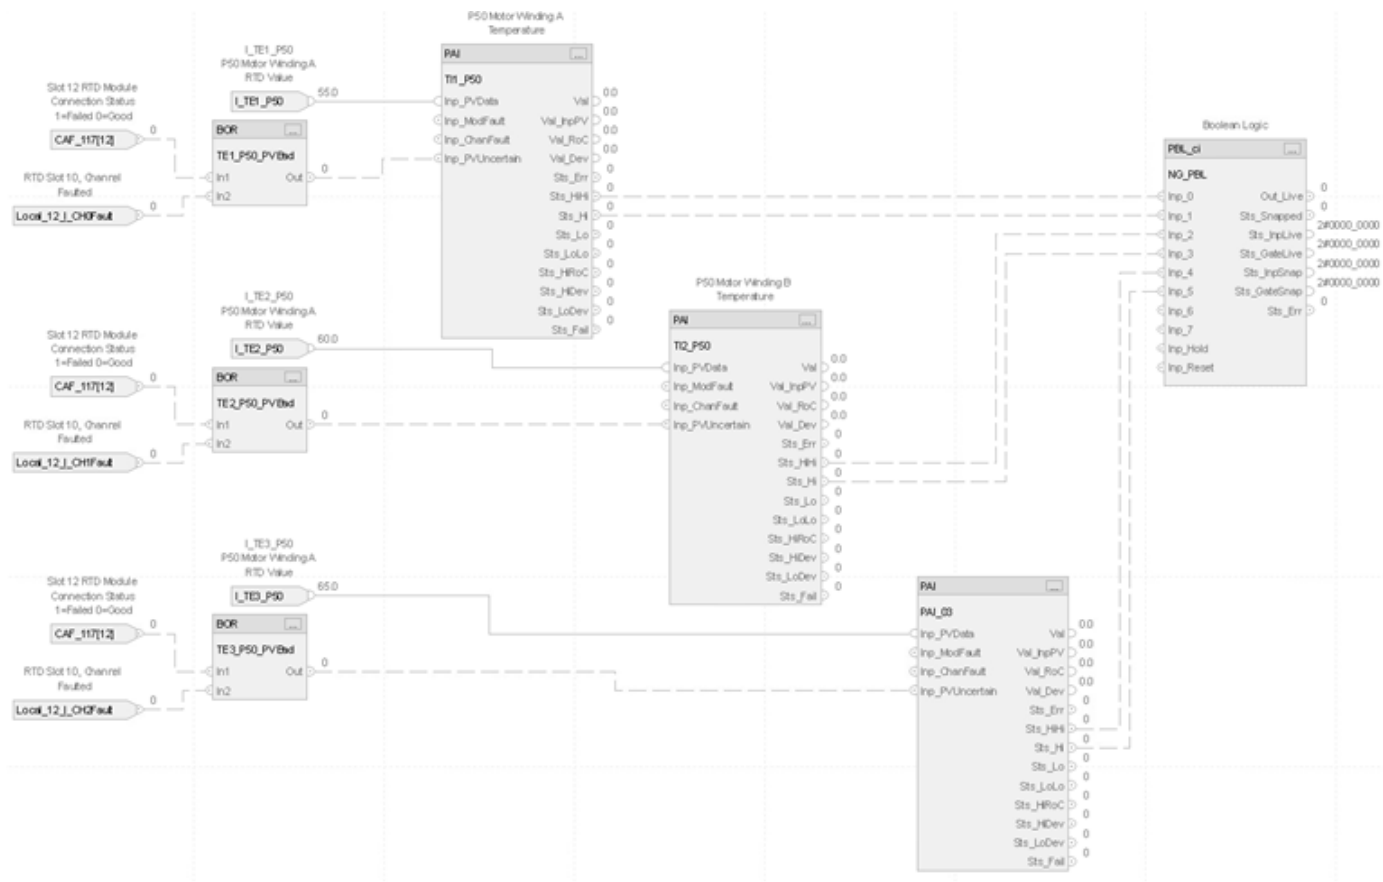 P50 Motor Winding A
Temperature
I_TE1_P50
P50 Motor Winding A
RTD Value
I_TE1_P50
55.0
Slot 12 RTD Module
Connection Status
1=Failed 0=Good
CAF_117[12]
0
RTD Slot 10, Channel
Faulted
Local_12_I_CH0Fault
0
BOR
...
TE1_P50_PVBad
In1
Out
0
In2
PAI
...
TI1_P50
Inp_PVData
Val
0.0
Inp_ModFault
Val_InpPV
0.0
Inp_ChanFault
Val_RoC
0.0
Inp_PVUncertain
Val_Dev
0.0
Sts_Err
0
Sts_HiHi
0
Sts_Hi
0
Sts_Lo
0
Sts_LoLo
0
Sts_HiRoC
0
Sts_HiDev
0
Sts_LoDev
0
Sts_Fail
0
Boolean Logic
PBL_ci
...
NG_PBL
Inp_0
Out_Live
0
Inp_1
Sts_Snapped
0
Inp_2
Sts_InpLive
2#0000_0000
Inp_3
Sts_GateLive
2#0000_0000
Inp_4
Sts_InpSnap
2#0000_0000
Inp_5
Sts_GateSnap
2#0000_0000
Inp_6
Sts_Err
0
Inp_7
Inp_Hold
Inp_Reset
I_TE2_P50
P50 Motor Winding A
RTD Value
I_TE2_P50
60.0
Slot 12 RTD Module
Connection Status
1=Failed 0=Good
CAF_117[12]
0
RTD Slot 10, Channel
Faulted
Local_12_I_CH1Fault
0
BOR
...
TE2_P50_PVBad
In1
Out
0
In2
P50 Motor Winding B
Temperature
PAI
...
TI2_P50
Inp_PVData
Val
0.0
Inp_ModFault
Val_InpPV
0.0
Inp_ChanFault
Val_RoC
0.0
Inp_PVUncertain
Val_Dev
0.0
Sts_Err
0
Sts_HiHi
0
Sts_Hi
0
Sts_Lo
0
Sts_LoLo
0
Sts_HiRoC
0
Sts_HiDev
0
Sts_LoDev
0
Sts_Fail
0
I_TE3_P50
P50 Motor Winding A
RTD Value
I_TE3_P50
65.0
Slot 12 RTD Module
Connection Status
1=Failed 0=Good
CAF_117[12]
0
RTD Slot 10, Channel
Faulted
Local_12_I_CH2Fault
0
BOR
...
TE3_P50_PVBad
In1
Out
0
In2
PAI
...
PAI_03
Inp_PVData
Val
0.0
Inp_ModFault
Val_InpPV
0.0
Inp_ChanFault
Val_RoC
0.0
Inp_PVUncertain
Val_Dev
0.0
Sts_Err
0
Sts_HiHi
0
Sts_Hi
0
Sts_Lo
0
Sts_LoLo
0
Sts_HiRoC
0
Sts_HiDev
0
Sts_LoDev
0
Sts_Fail
0